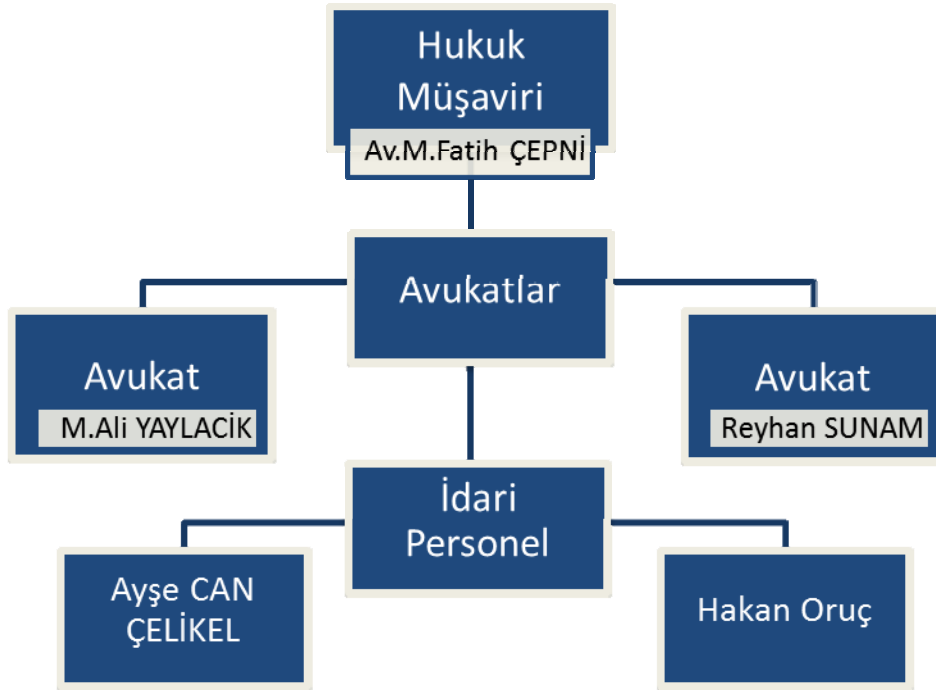 Hukuk
Müşaviri
Av.M.Fatih ÇEPNİ
Avukatlar
Avukat
M.Ali YAYLACİK
Avukat
Reyhan SUNAM
İdari
Personel
Ayşe CAN
ÇELİKEL
Hakan Oruç